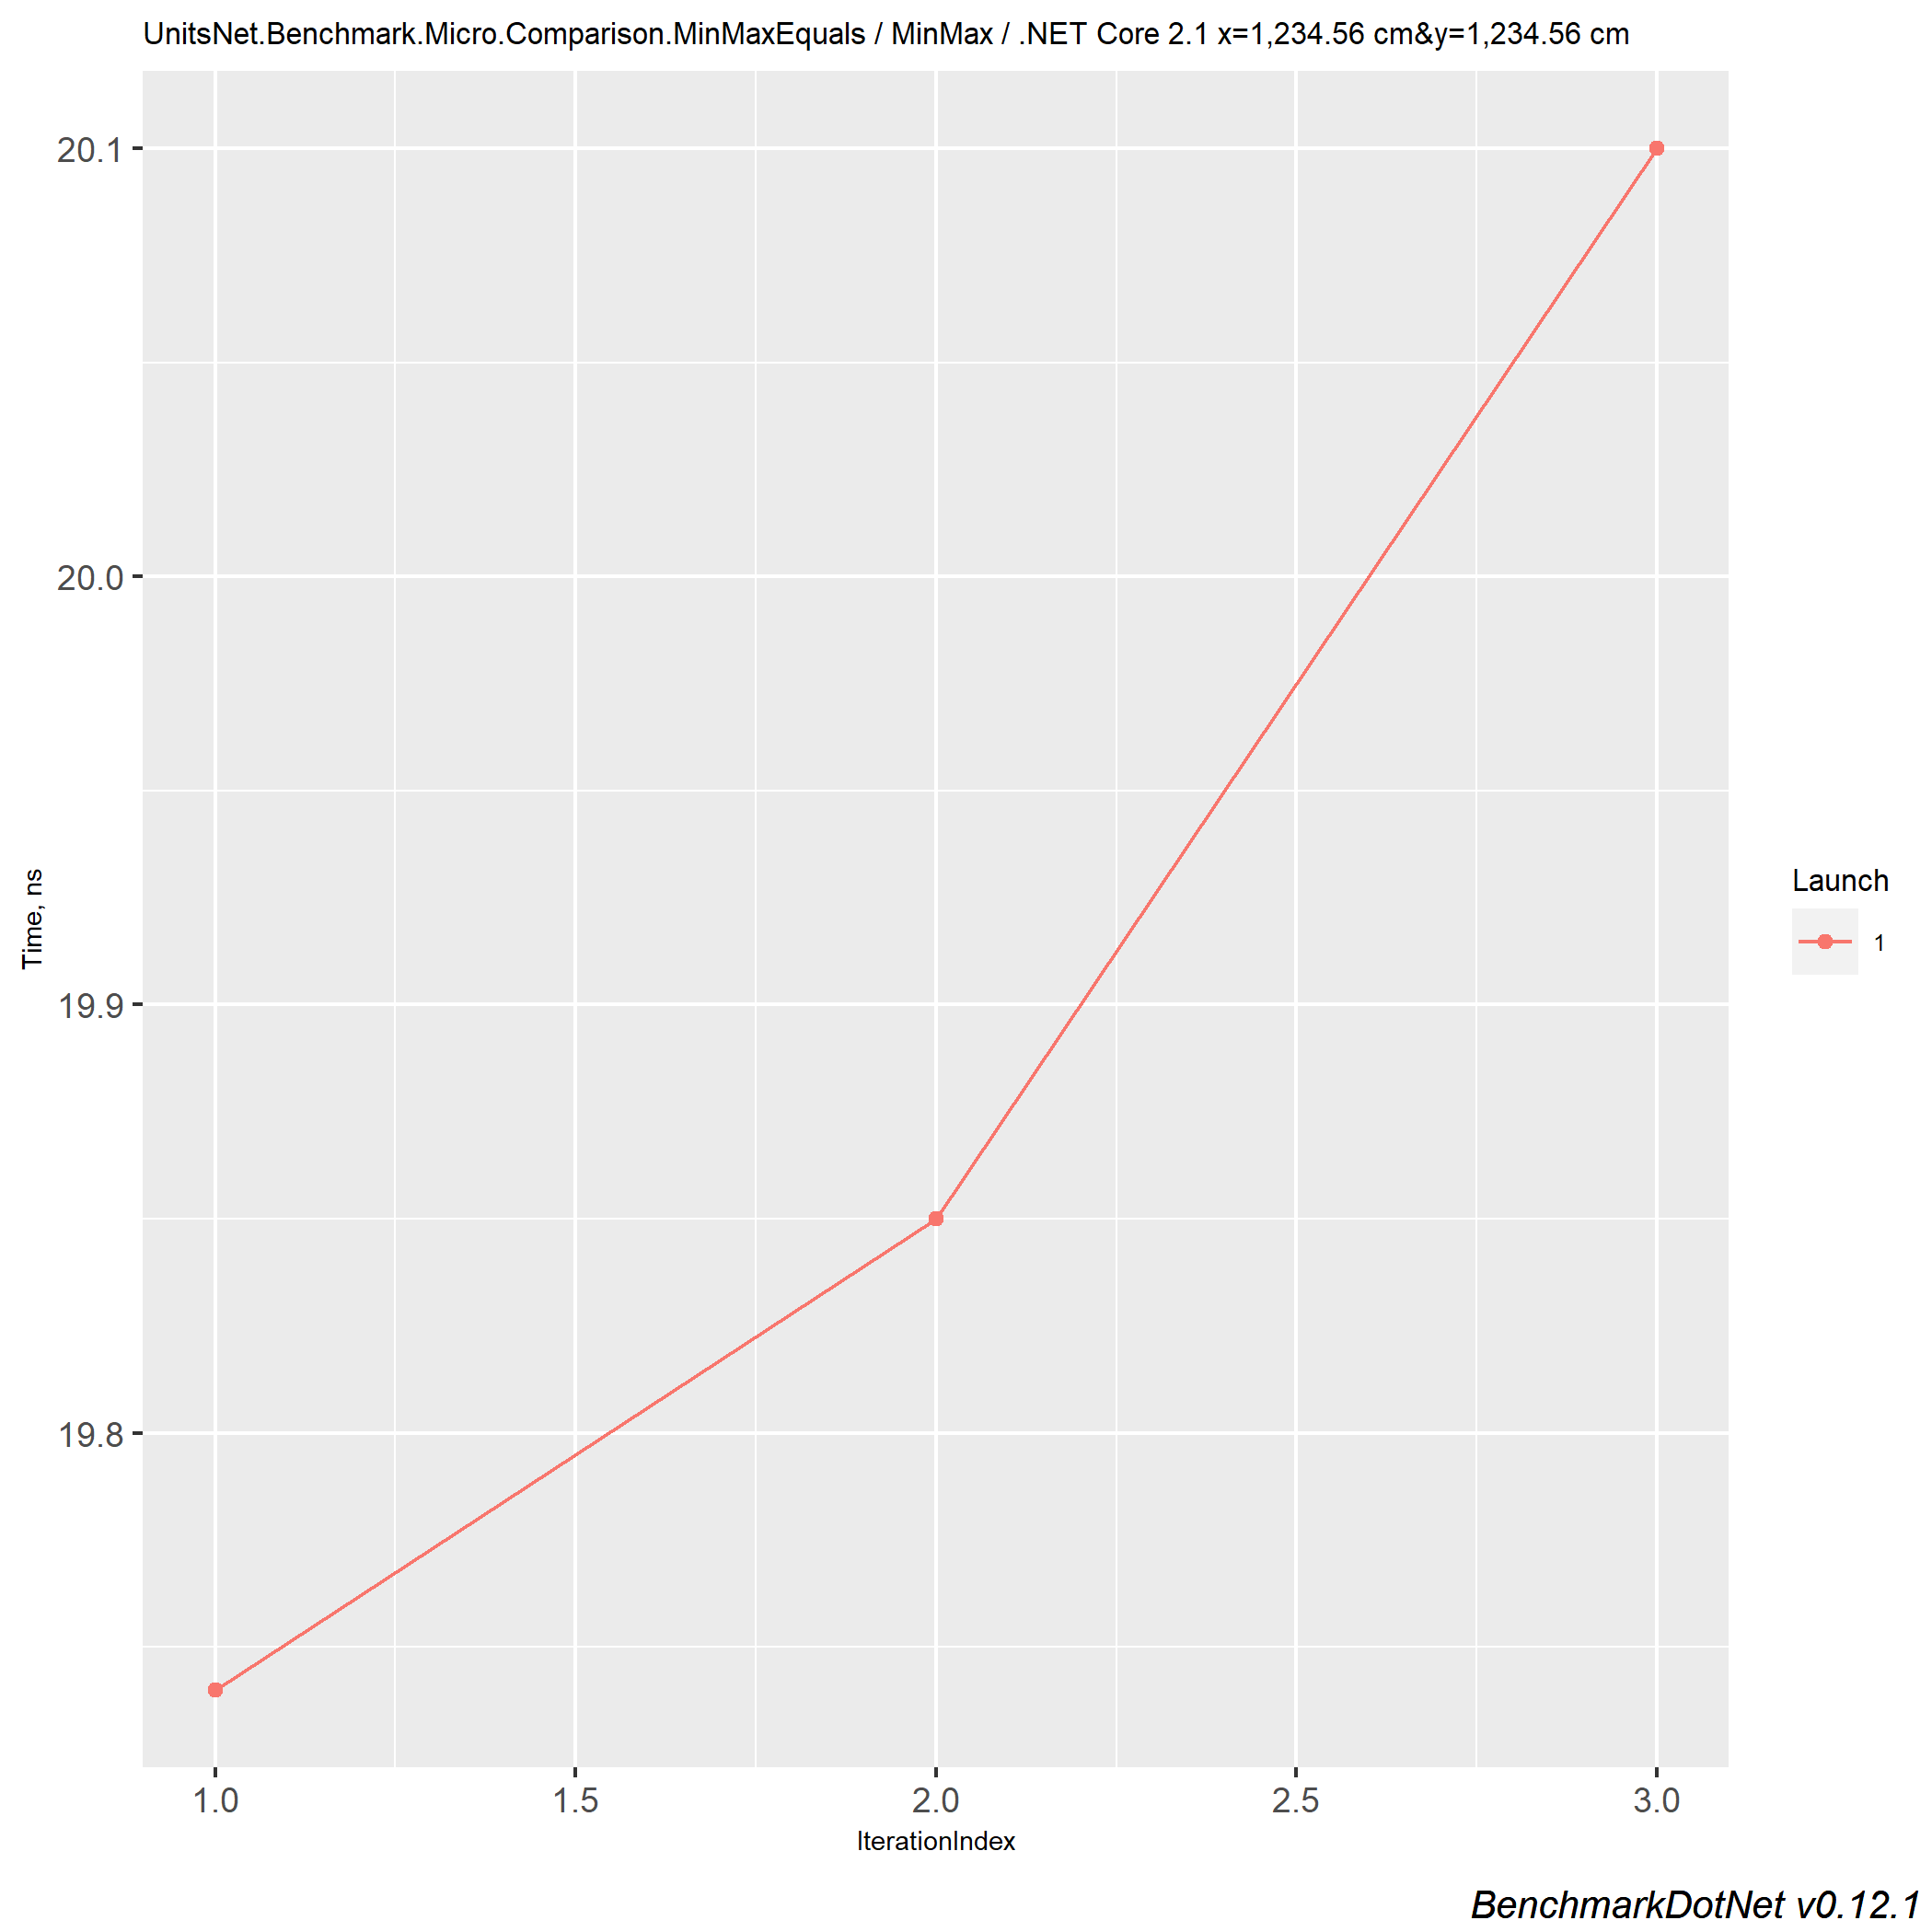 UnitsNet.Benchmark.Micro.Comparison.MinMaxEquals / MinMax / .NET Core 2.1 x=1,234.56 cm&y=1,234.56 cm
20.1
20.0
19.9
19.8
Time, ns
Launch
1
1.0 1.5 2.0 2.5 3.0
IterationIndex
BenchmarkDotNet v0.12.1